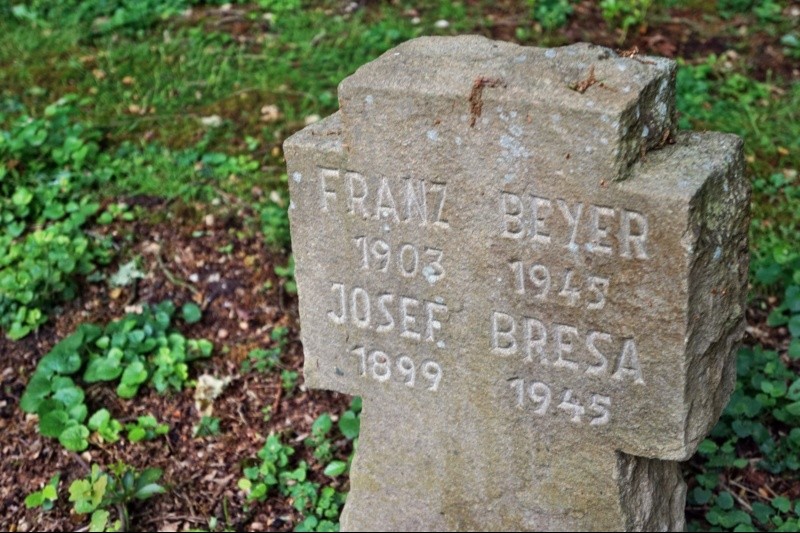 FRANZ BEYER
1903 1945
JOSEF BRESA
1899 1945